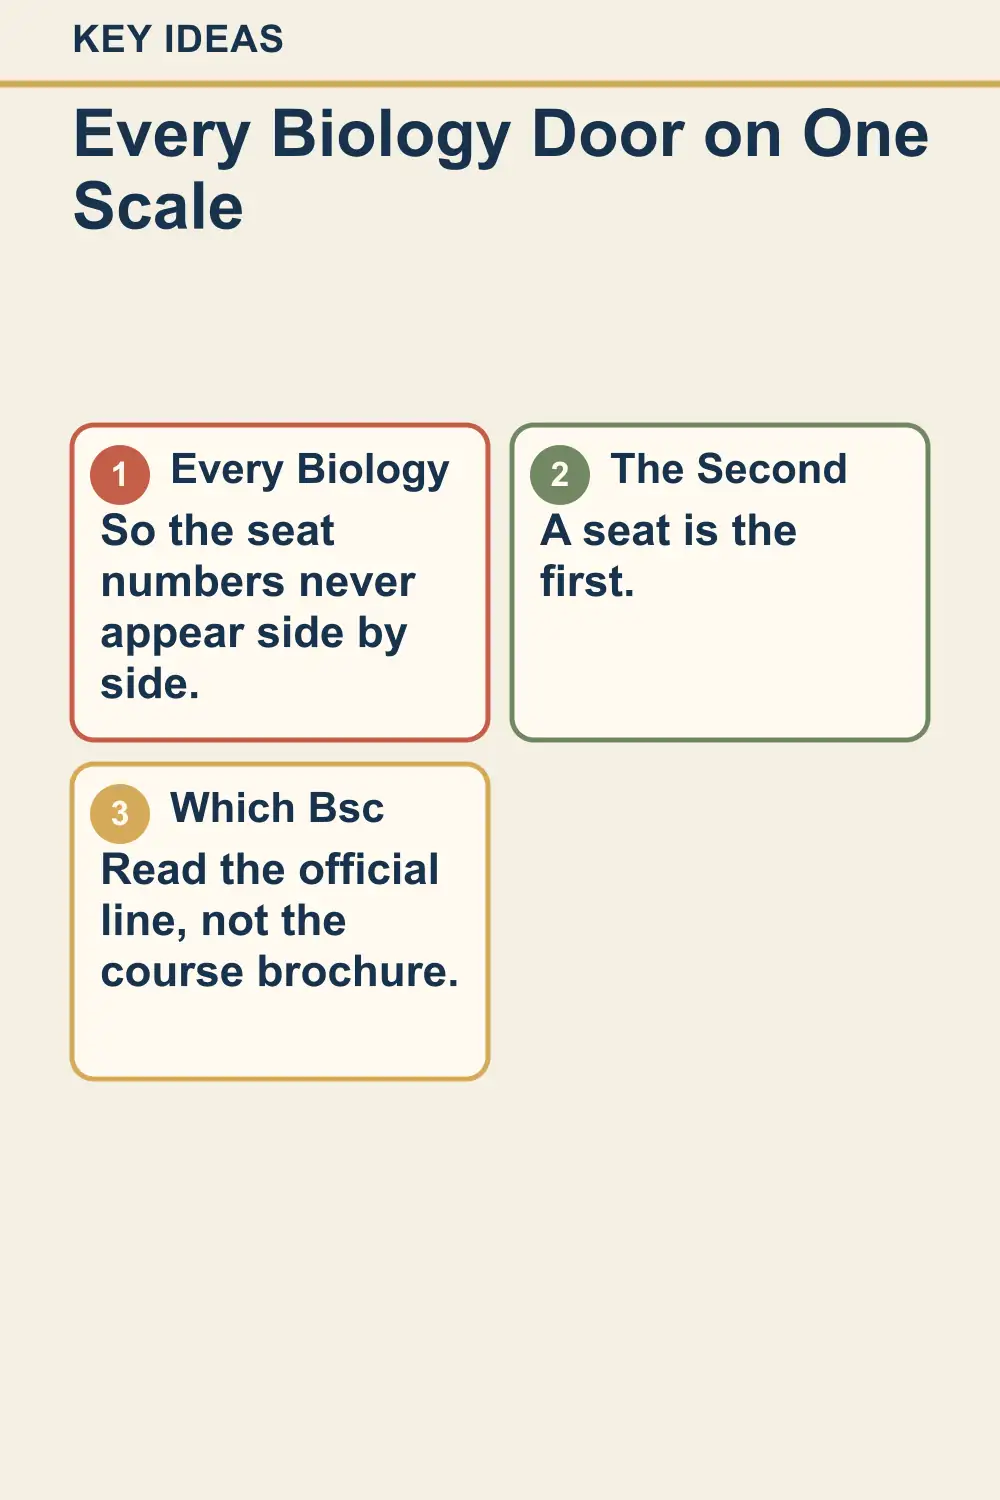 KEY IDEAS
Every Biology Door on One
Scale
1 Every Biology
So the seat
numbers never
appear side by
side.
2 The Second
A seat is the
first.
3 Which Bsc
Read the official
line, not the
course brochure.